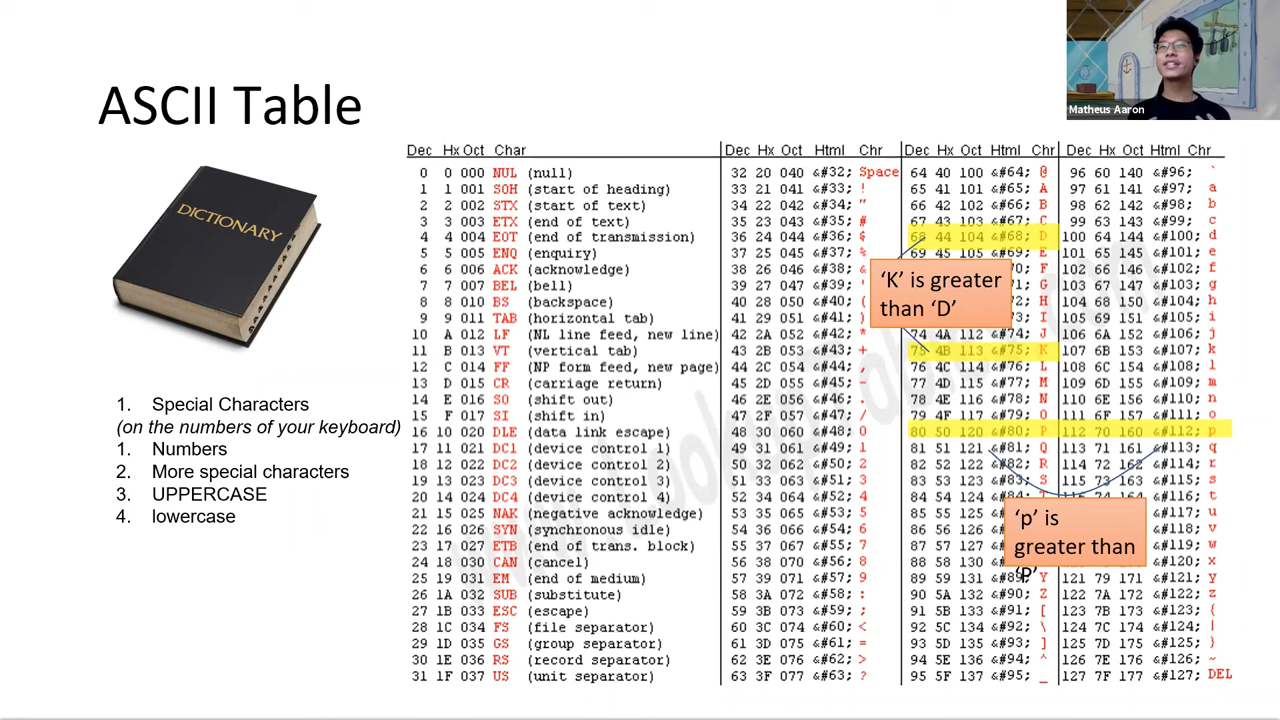 Matheus Aaron
ASCII Table
DICTIONARY
1. Special Characters
(on the numbers of your keyboard)
1. Numbers
2. More special characters
3. UPPERCASE
4. lowercase
Dec Hx Oct Char Dec Hx Oct Html Chr Dec Hx Oct Html Chr Dec Hx Oct Html Chr
0 0 000 NUL (null) 32 20 040 &#32; Space 64 40 100 &#64; @ 96 60 140 &#96; `
1 1 001 SOH (start of heading) 33 21 041 &#33; ! 65 41 101 &#65; A 97 61 141 &#97; a
2 2 002 STX (start of text) 34 22 042 &#34; " 66 42 102 &#66; B 98 62 142 &#98; b
3 3 003 ETX (end of text) 35 23 043 &#35; # 67 43 103 &#67; C 99 63 143 &#99; c
4 4 004 EOT (end of transmission) 36 24 044 &#36; $ 68 44 104 &#68; D 100 64 144 &#100; d
5 5 005 ENQ (enquiry) 37 25 045 &#37; % 69 45 105 &#69; E 101 65 145 &#101; e
6 6 006 ACK (acknowledge) 38 26 046 &#38; & 70; F 102 66 146 &#102; f
7 7 007 BEL (bell) 39 27 047 &#39; ' 71; G 103 67 147 &#103; g
8 8 010 BS (backspace) 40 28 050 &#40; ( 72; H 104 68 150 &#104; h
9 9 011 TAB (horizontal tab) 41 29 051 &#41; ) 73; I 105 69 151 &#105; i
10 A 012 LF (NL line feed, new line) 42 2A 052 &#42; * 74 4A 112 &#74; J 106 6A 152 &#106; j
11 B 013 VT (vertical tab) 43 2B 053 &#43; + 75 4B 113 &#75; K 107 6B 153 &#107; k
12 C 014 FF (NP form feed, new page) 44 2C 054 &#44; , 76 4C 114 &#76; L 108 6C 154 &#108; l
13 D 015 CR (carriage return) 45 2D 055 &#45; - 77 4D 115 &#77; M 109 6D 155 &#109; m
14 E 016 SO (shift out) 46 2E 056 &#46; . 78 4E 116 &#78; N 110 6E 156 &#110; n
15 F 017 SI (shift in) 47 2F 057 &#47; / 79 4F 117 &#79; O 111 6F 157 &#111; o
16 10 020 DLE (data link escape) 48 30 060 &#48; 0 80 50 120 &#80; P 112 70 160 &#112; p
17 11 021 DC1 (device control 1) 49 31 061 &#49; 1 81 51 121 &#81; Q 113 71 161 &#113; q
18 12 022 DC2 (device control 2) 50 32 062 &#50; 2 82 52 122 &#82; R 114 72 162 &#114; r
19 13 023 DC3 (device control 3) 51 33 063 &#51; 3 83 53 123 &#83; S 115 73 163 &#115; s
20 14 024 DC4 (device control 4) 52 34 064 &#52; 4 84 54 124 &#84; T 116 74 164 &#116; t
21 15 025 NAK (negative acknowledge) 53 35 065 &#53; 5 85 55 125 117 75 165 &#117; u
22 16 026 SYN (synchronous idle) 54 36 066 &#54; 6 86 56 126 &#118; v
23 17 027 ETB (end of trans. block) 55 37 067 &#55; 7 87 57 127 &#119; w
24 18 030 CAN (cancel) 56 38 070 &#56; 8 88 58 130 &#120; x
25 19 031 EM (end of medium) 57 39 071 &#57; 9 89 59 131 &#89; Y 121 79 171 &#121; y
26 1A 032 SUB (substitute) 58 3A 072 &#58; : 90 5A 132 &#90; Z 122 7A 172 &#122; z
27 1B 033 ESC (escape) 59 3B 073 &#59; ; 91 5B 133 &#91; [ 123 7B 173 &#123; {
28 1C 034 FS (file separator) 60 3C 074 &#60; < 92 5C 134 &#92; \ 124 7C 174 &#124; |
29 1D 035 GS (group separator) 61 3D 075 &#61; = 93 5D 135 &#93; ] 125 7D 175 &#125; }
30 1E 036 RS (record separator) 62 3E 076 &#62; > 94 5E 136 &#94; ^ 126 7E 176 &#126; ~
31 1F 037 US (unit separator) 63 3F 077 &#63; ? 95 5F 137 &#95; _ 127 7F 177 &#127; DEL
‘K’ is greater
than ‘D’
‘p’ is
greater than
‘P’